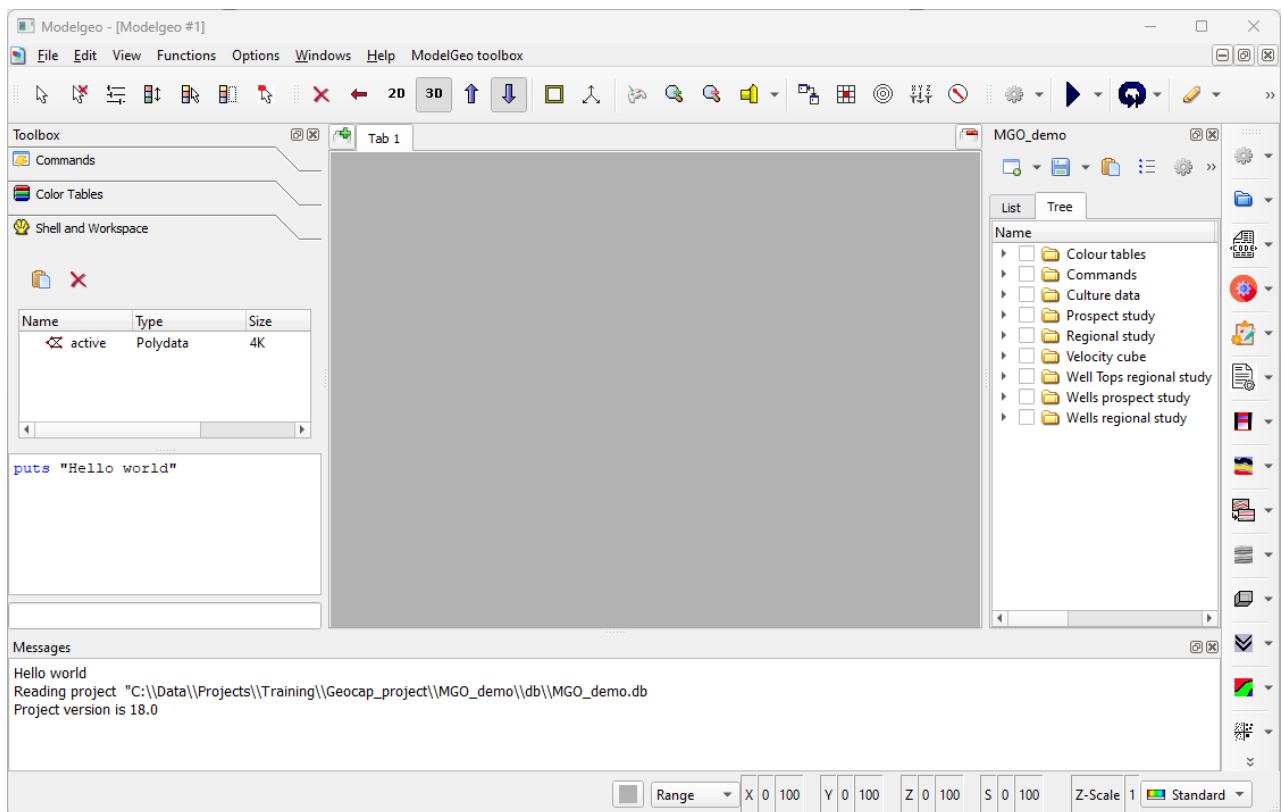 Modelgeo - [Modelgeo #1]
File Edit View Functions Options Windows Help ModelGeo toolbox
2D 3D
XYZ
Toolbox
Tab 1
MGO_demo
Commands
Color Tables
Shell and Workspace
List Tree
Name
CODE
Colour tables
Commands
Culture data
Prospect study
Regional study
Velocity cube
Well Tops regional study
Wells prospect study
Wells regional study
Name Type Size
active Polydata 4K
puts "Hello world"
Messages
Hello world
Reading project "C:\\Data\\Projects\\Training\\Geocap_project\\MGO_demo\\db\\MGO_demo.db
Project version is 18.0
Range X 0 100 Y 0 100 Z 0 100 S 0 100 Z-Scale 1 Standard